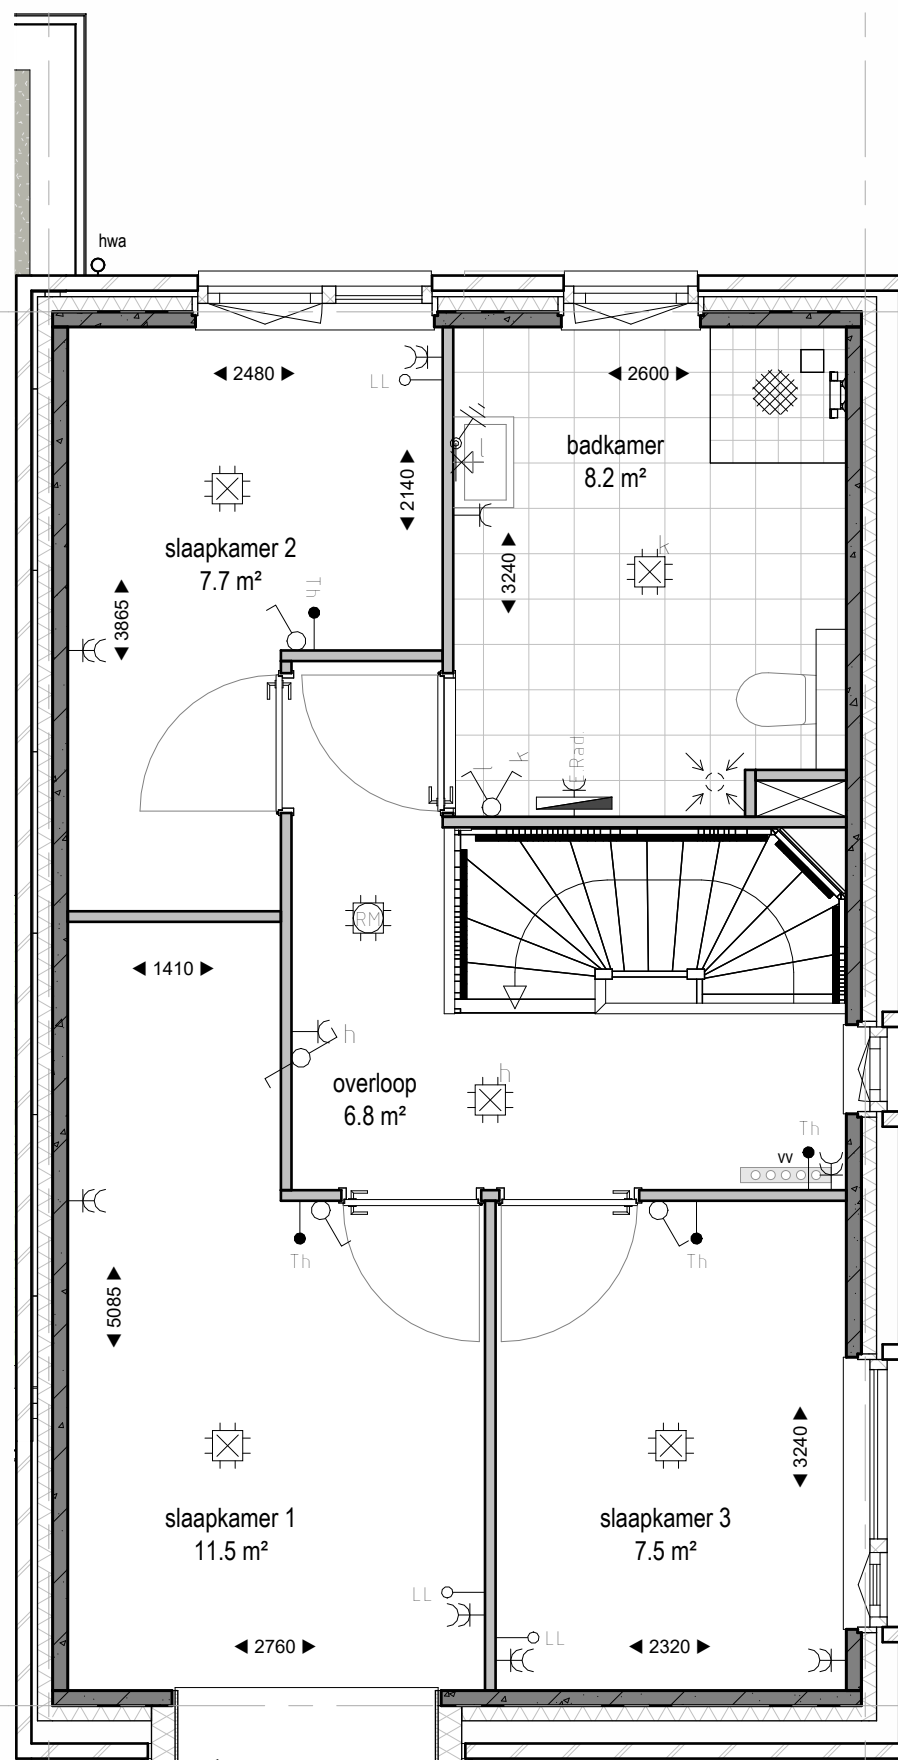 hwa
2480
LL
2600
badkamer
8.2 m²
2140
slaapkamer 2
7.7 m²
3240
Th
3865
E.Rad.
RM
1410
h
h
overloop
6.8 m²
Th
vv
Th
Th
5085
3240
slaapkamer 1
11.5 m²
slaapkamer 3
7.5 m²
LL
LL
2760
2320